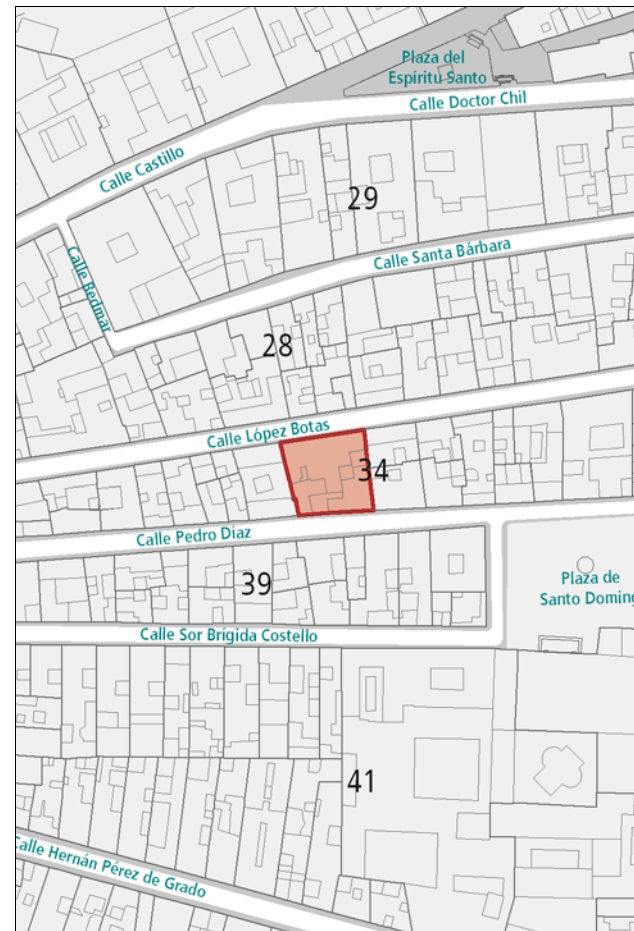 Plaza del
Espíritu Santo
Calle Doctor Chil
Calle Castillo
29
Calle Santa Bárbara
Calle Bedmar
28
Calle López Botas
34
Calle Pedro Díaz
39
Plaza de
Santo Doming
Calle Sor Brígida Costello
41
Calle Hernán Pérez de Grado